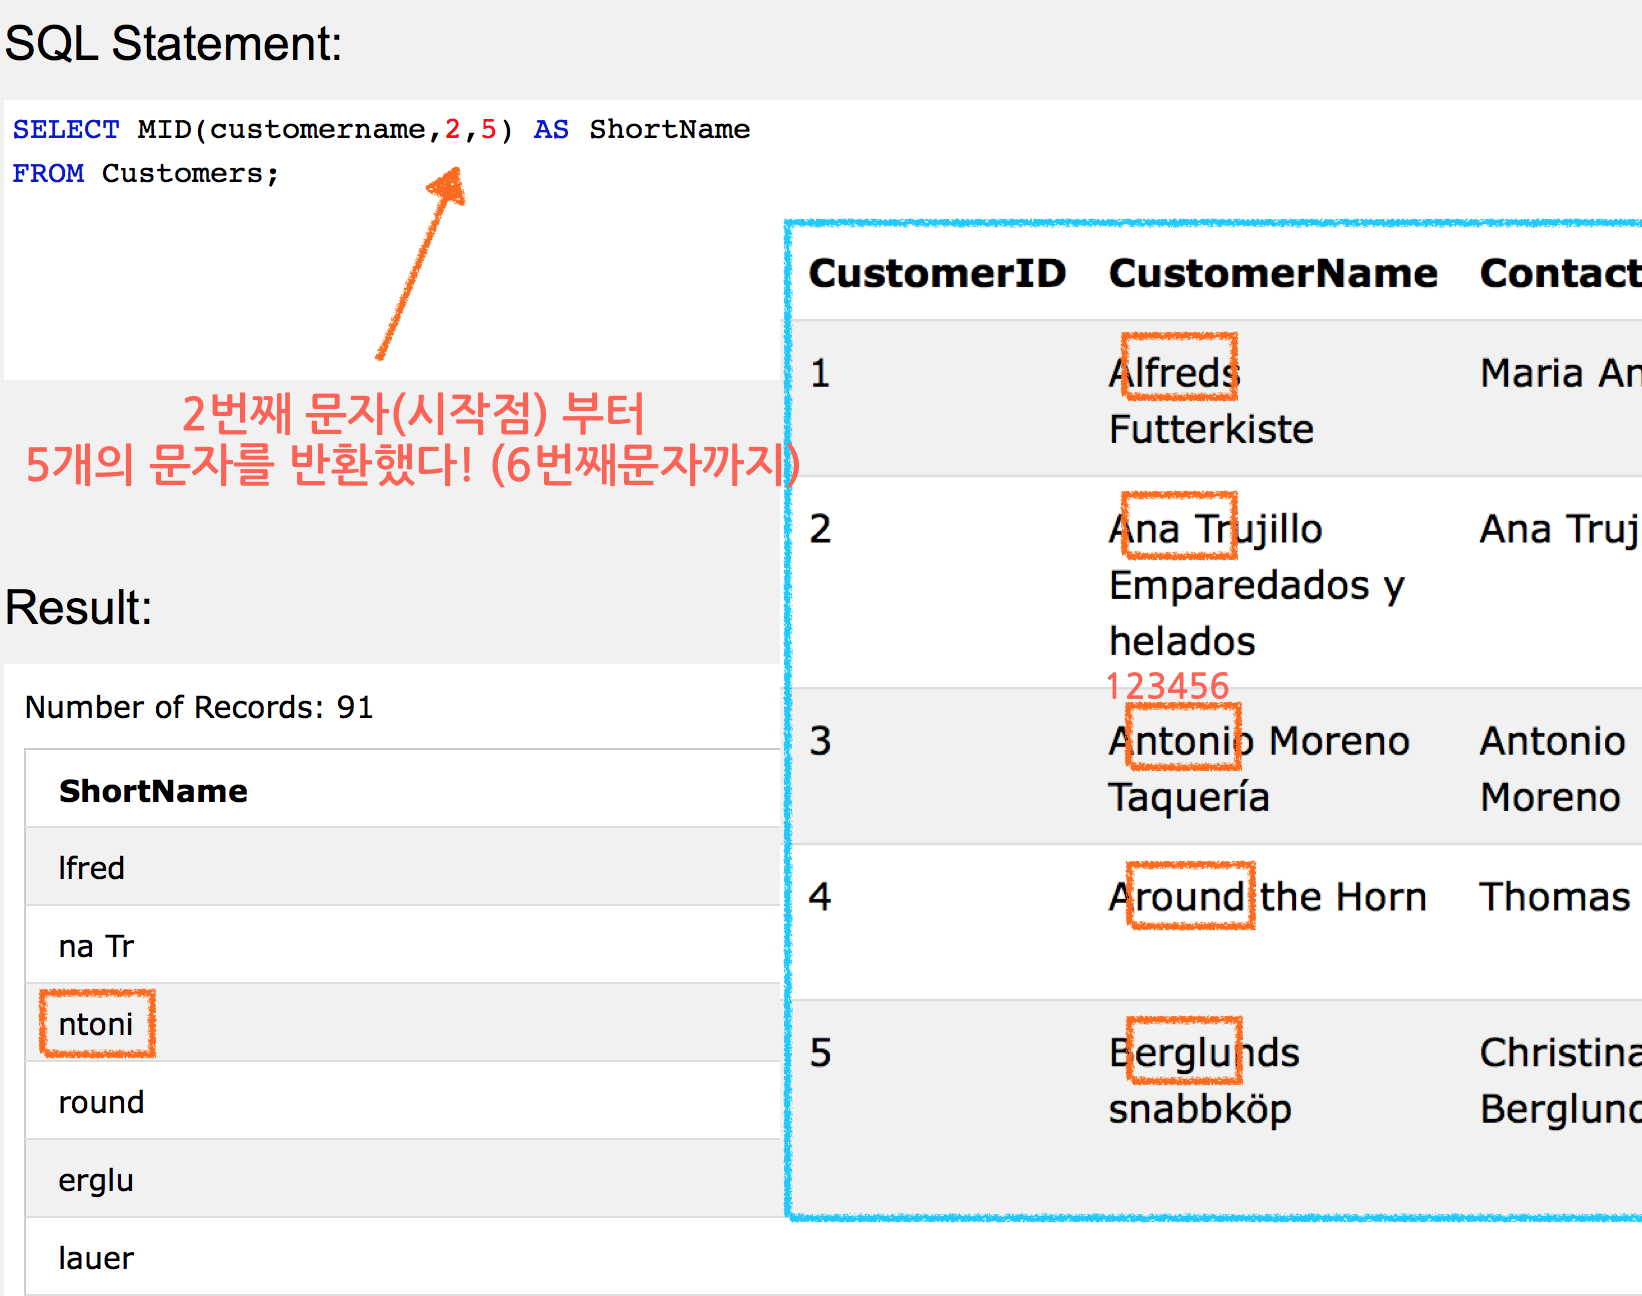 SQL Statement:
SELECT MID(customername,2,5) AS ShortName
FROM Customers;
2번째 문자(시작점) 부터
5개의 문자를 반환했다! (6번째문자까지)
Result:
Number of Records: 91
ShortName
lfred
na Tr
ntoni
round
erglu
lauer
CustomerID CustomerName Contact
1 Alfreds Maria An
Futterkiste
2 Ana Trujillo Ana Truj
Emparedados y
helados
123456
3 Antonio Moreno Antonio
Taquería Moreno
4 Around the Horn Thomas
5 Berglunds Christina
snabbköp Berglund